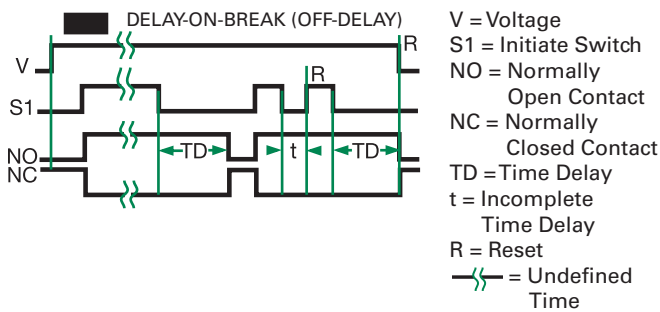 DELAY-ON-BREAK (OFF-DELAY)
R
V
R
S1
NO
NC
TD
t
TD
V = Voltage
S1 = Initiate Switch
NO = Normally
Open Contact
NC = Normally
Closed Contact
TD = Time Delay
t = Incomplete
Time Delay
R = Reset
= Undefined
Time